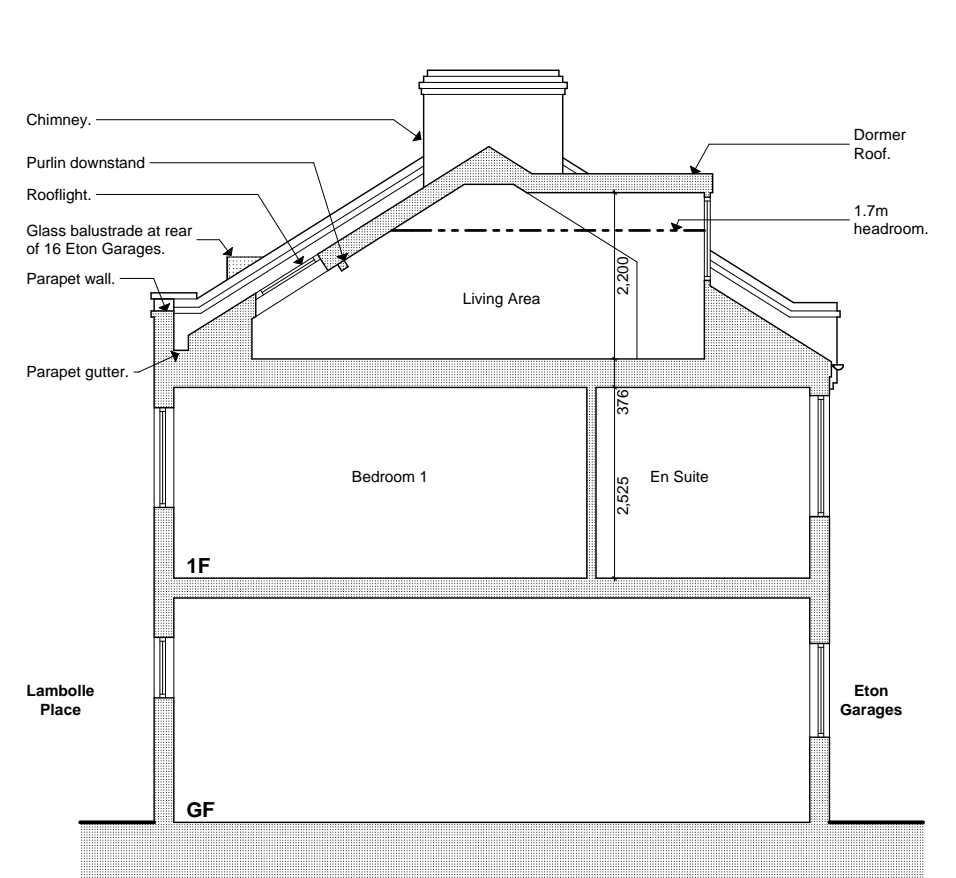 Chimney.
Purlin downstand
Rooflight.
Glass balustrade at rear
of 16 Eton Garages.
Parapet wall.
Parapet gutter.
Dormer
Roof.
1.7m
headroom.
2,200
Living Area
376
Bedroom 1
En Suite
2,525
1F
Lambolle
Place
Eton
Garages
GF